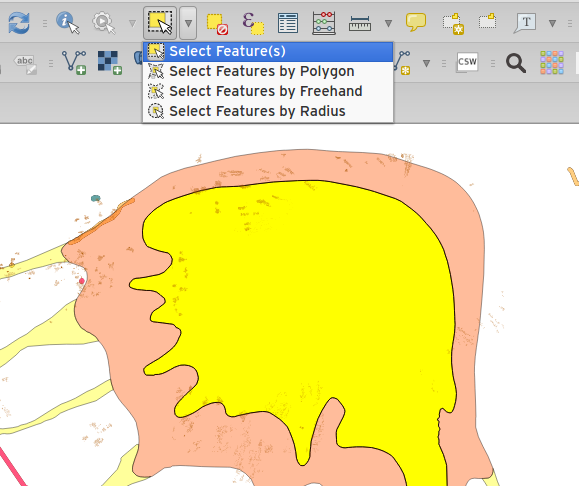 T
abc
CSW
Select Feature(s)
Select Features by Polygon
Select Features by Freehand
Select Features by Radius